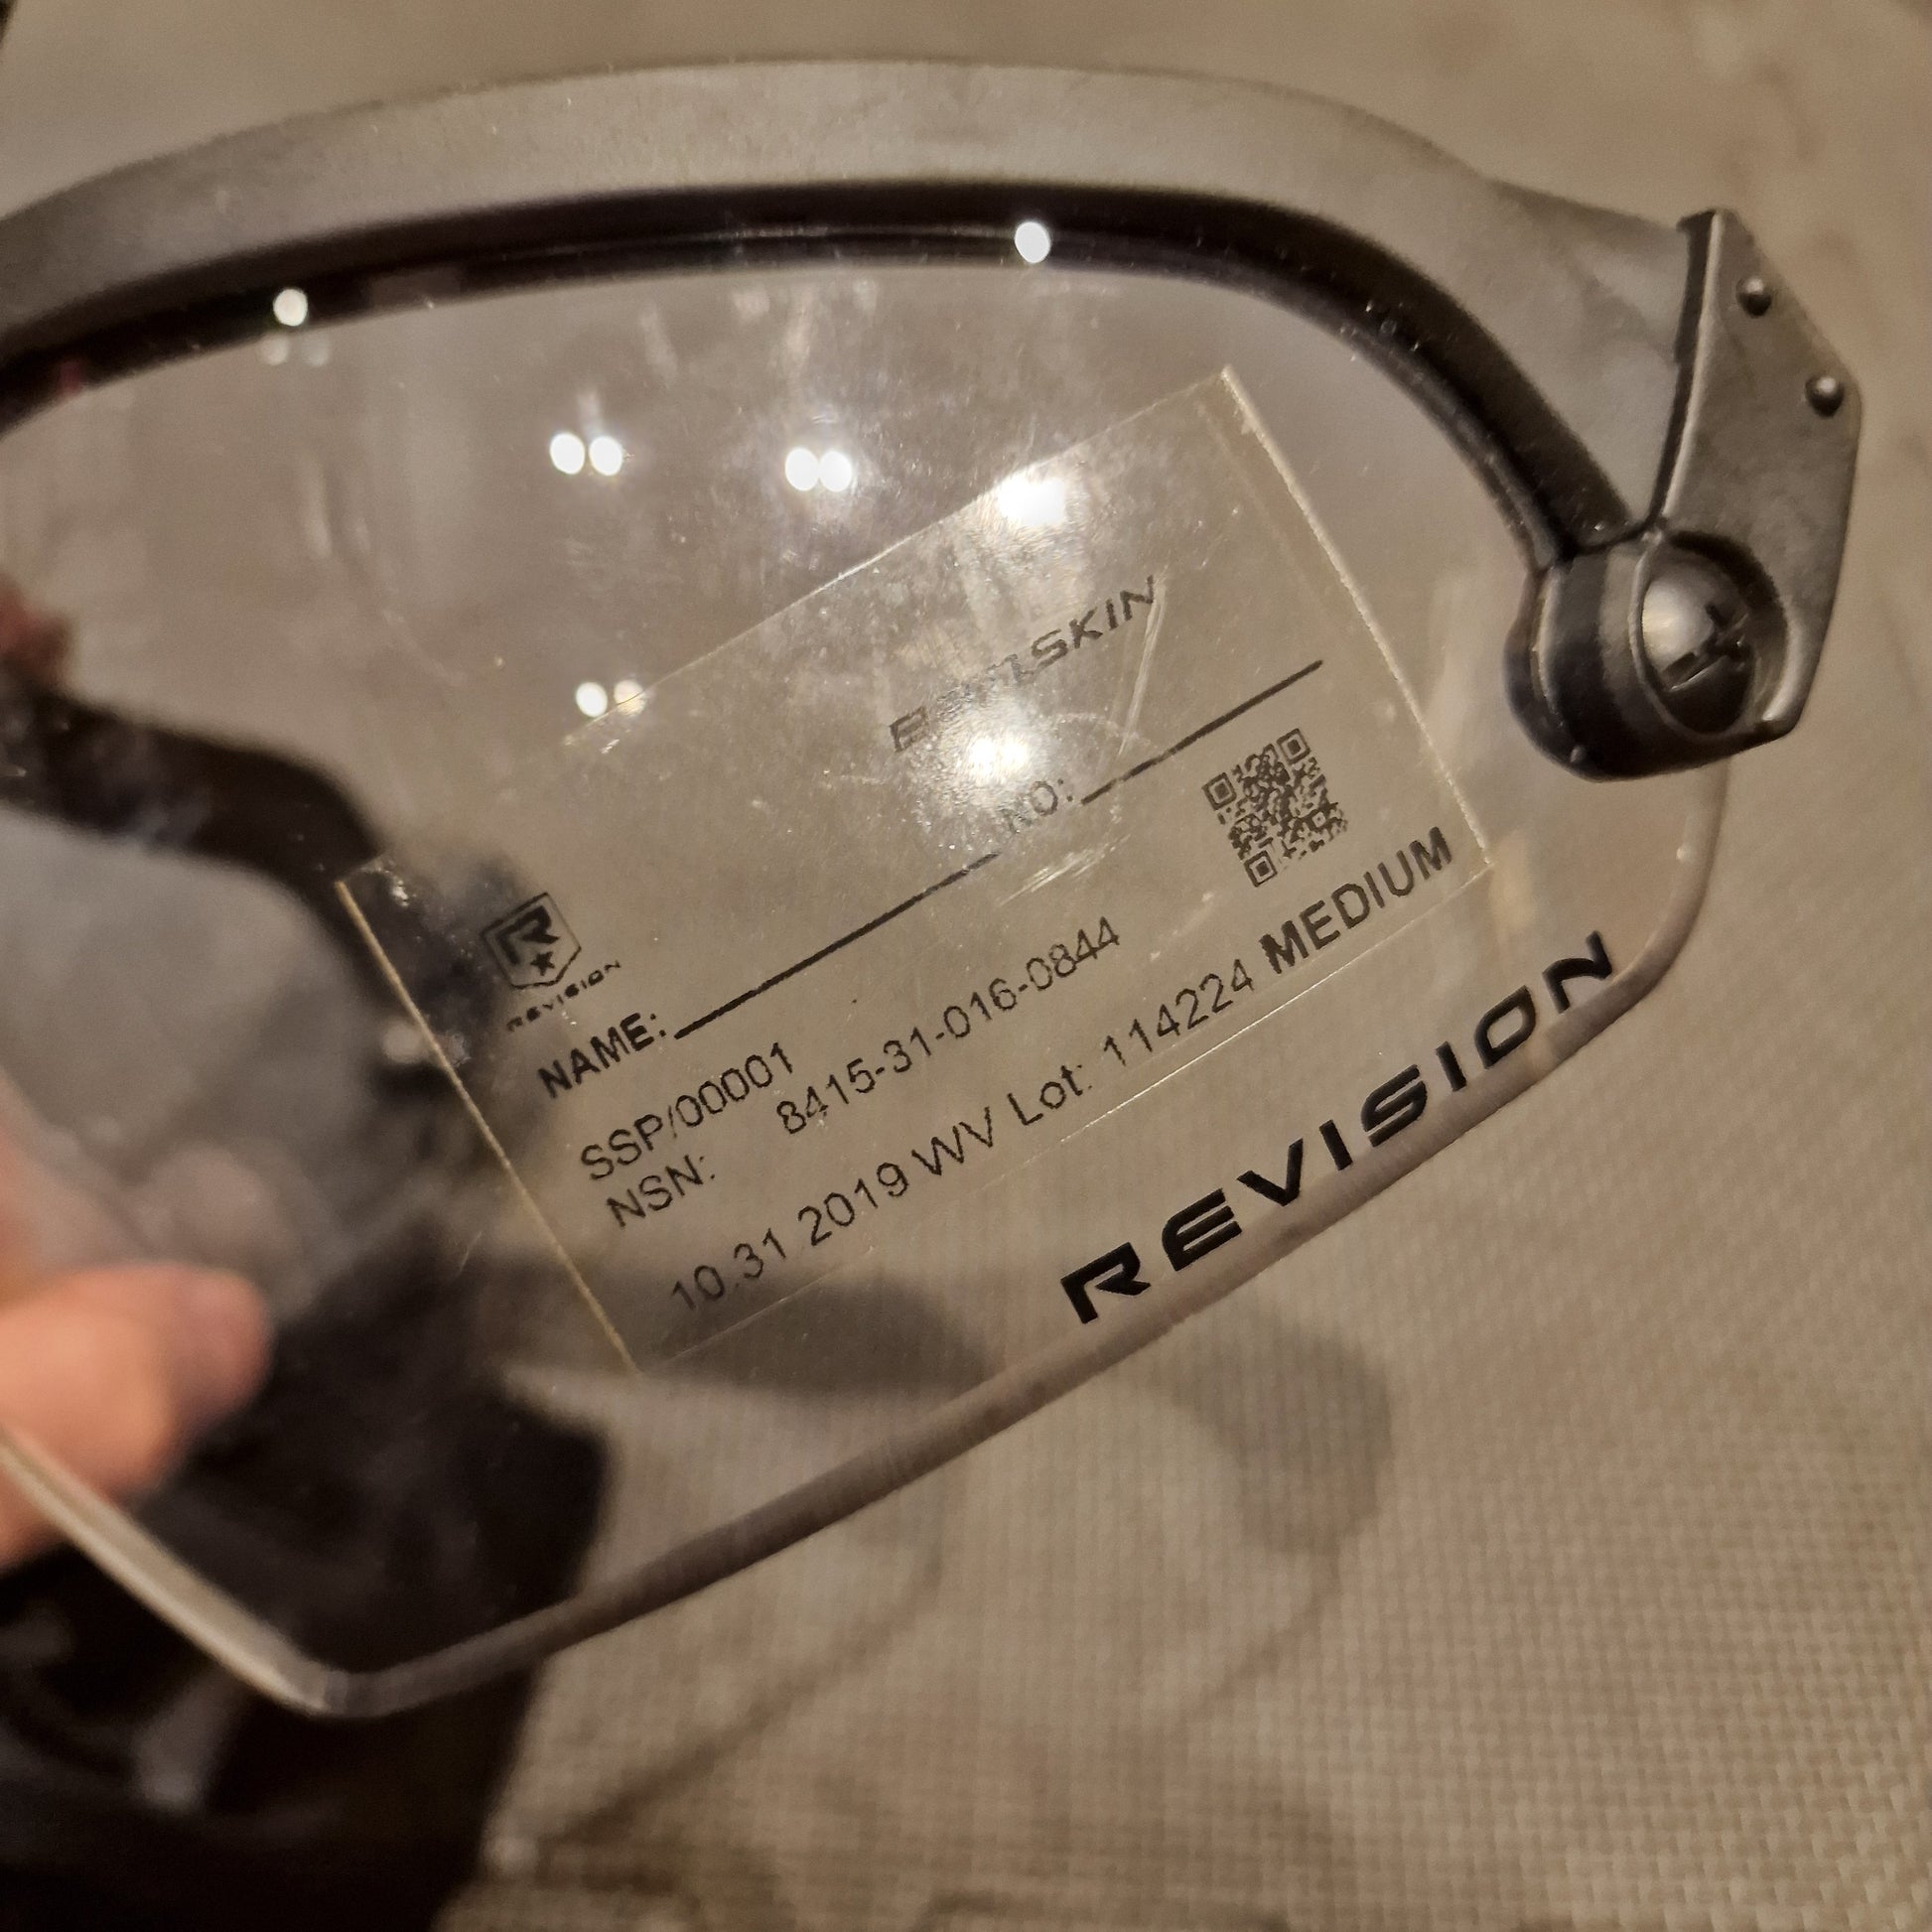 REVISION
NAME: NO:
SSP/00001
NSN: 8415-31-016-0844
10.31 2019 WV Lot: 114224 MEDIUM
REVISION